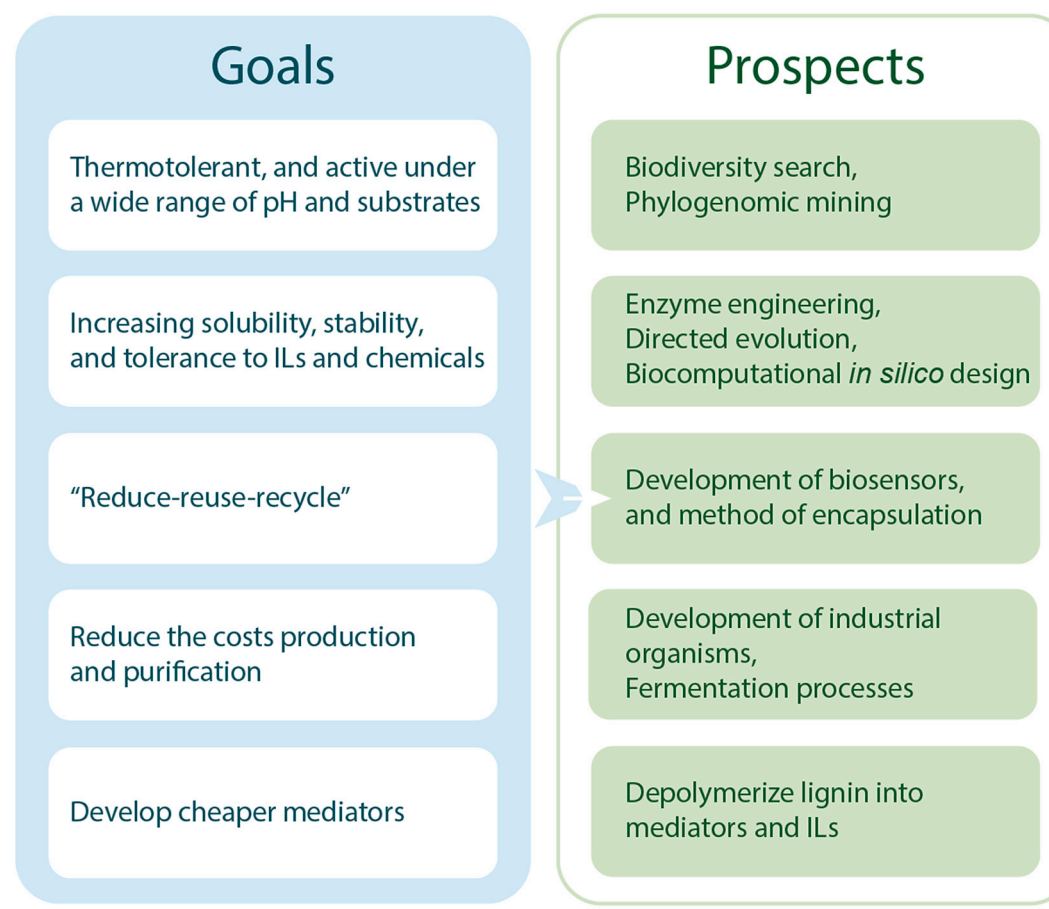 Goals
Thermotolerant, and active under
a wide range of pH and substrates
Increasing solubility, stability,
and tolerance to ILs and chemicals
“Reduce-reuse-recycle”
Reduce the costs production
and purification
Develop cheaper mediators
Prospects
Biodiversity search,
Phylogenomic mining
Enzyme engineering,
Directed evolution,
Biocomputational in silico design
Development of biosensors,
and method of encapsulation
Development of industrial
organisms,
Fermentation processes
Depolymerize lignin into
mediators and ILs